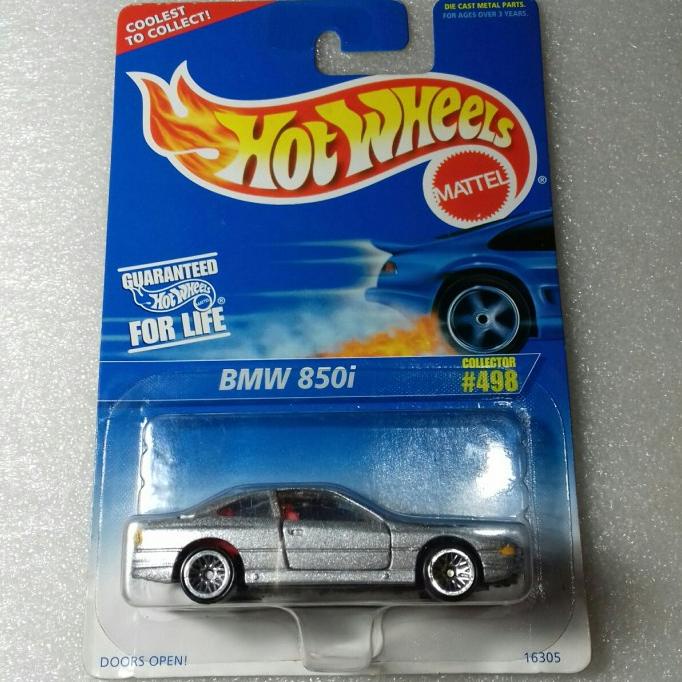 COOLEST
TO COLLECT!
DIE CAST METAL PARTS.
FOR AGES OVER 3 YEARS.
HOT WHEELS
MATTEL
®
GUARANTEED
HOT WHEELS
®
FOR LIFE
BMW 850i
COLLECTOR
#498
DOORS OPEN!
16305